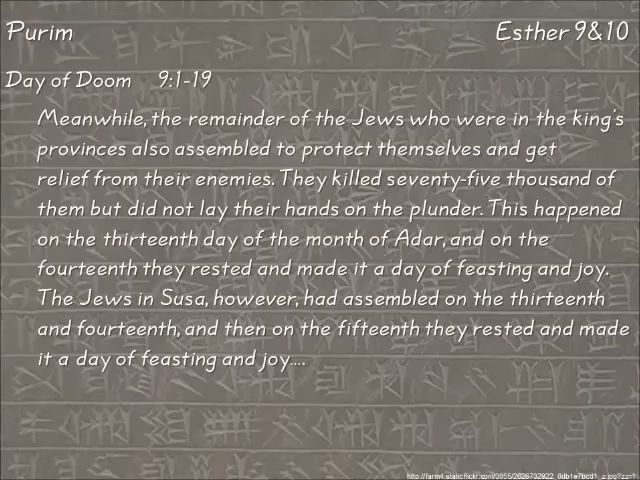 Purim Esther 9&10
Day of Doom 9:1-19
Meanwhile, the remainder of the Jews who were in the king's
provinces also assembled to protect themselves and get
relief from their enemies. They killed seventy-five thousand of
them but did not lay their hands on the plunder. This happened
on the thirteenth day of the month of Adar, and on the
fourteenth they rested and made it a day of feasting and joy.
The Jews in Susa, however, had assembled on the thirteenth
and fourteenth, and then on the fifteenth they rested and made
it a day of feasting and joy....